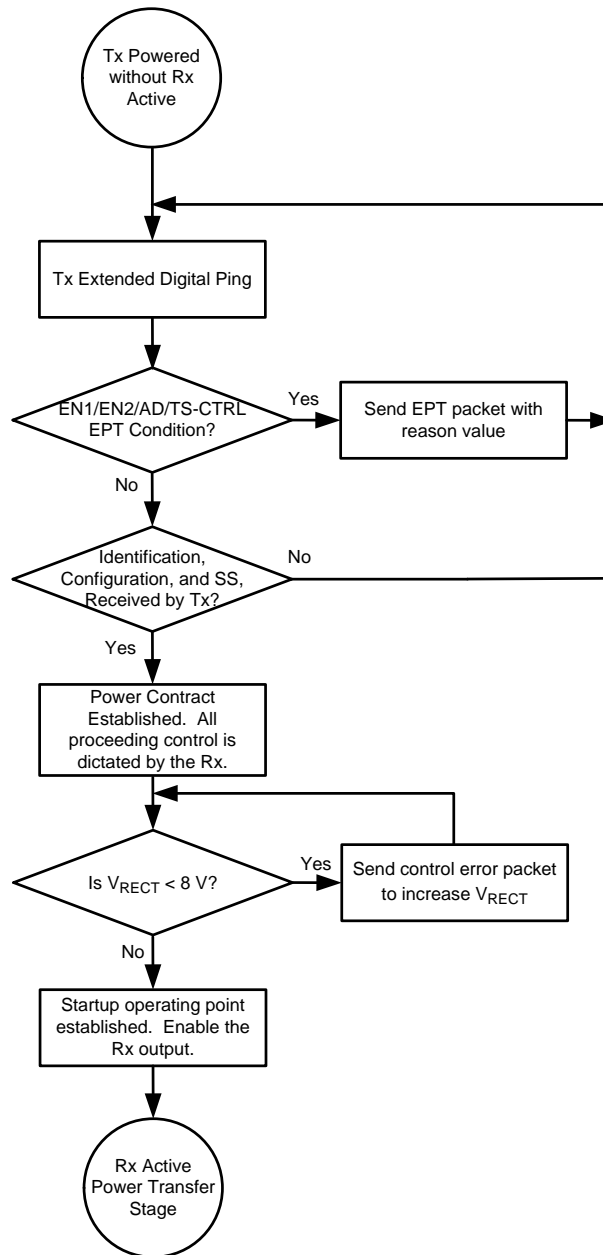 Tx Powered
without Rx
Active
Tx Extended Digital Ping
EN1/EN2/AD/TS-CTRL
EPT Condition?
Yes
Send EPT packet with
reason value
No
Identification,
Configuration, and SS,
Received by Tx?
No
Yes
Power Contract
Established. All
proceeding control is
dictated by the Rx.
Is VRECT < 8 V?
Yes
Send control error packet
to increase VRECT
No
Startup operating point
established. Enable the
Rx output.
Rx Active
Power Transfer
Stage